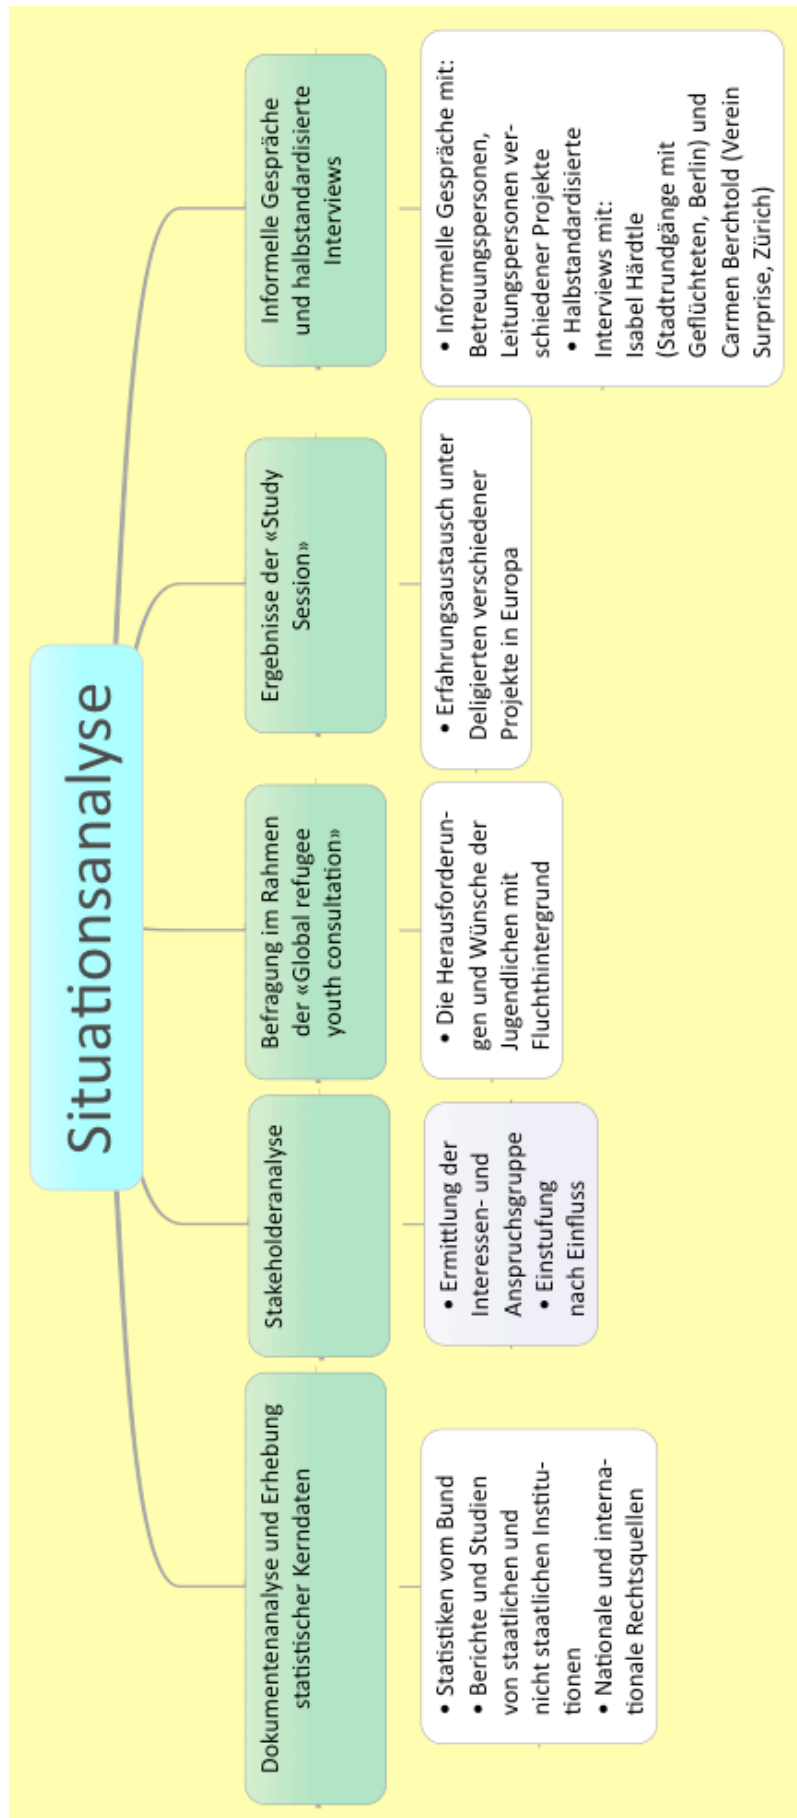 Situationsanalyse
Dokumentenanalyse und Erhebung
statistischer Kerndaten
• Statistiken vom Bund
• Berichte und Studien
von staatlichen und
nicht staatlichen Institu-
tionen
• Nationale und interna-
tionale Rechtsquellen
Stakeholderanalyse
• Ermittlung der
Interessen- und
Anspruchsgruppe
• Einstufung
nach Einfluss
Befragung im Rahmen
der «Global refugee
youth consultation»
• Die Herausforderun-
gen und Wünsche der
Jugendlichen mit
Fluchthintergrund
Ergebnisse der «Study
Session»
• Erfahrungsaustausch unter
Deligierten verschiedener
Projekte in Europa
Informelle Gespräche
und halbstandardisierte
Interviews
• Informelle Gespräche mit:
Betreuungspersonen,
Leitungspersonen ver-
schiedener Projekte
• Halbstandardisierte
Interviews mit:
Isabel Härdtle
(Stadtrundgänge mit
Geflüchteten, Berlin) und
Carmen Berchtold (Verein
Surprise, Zürich)